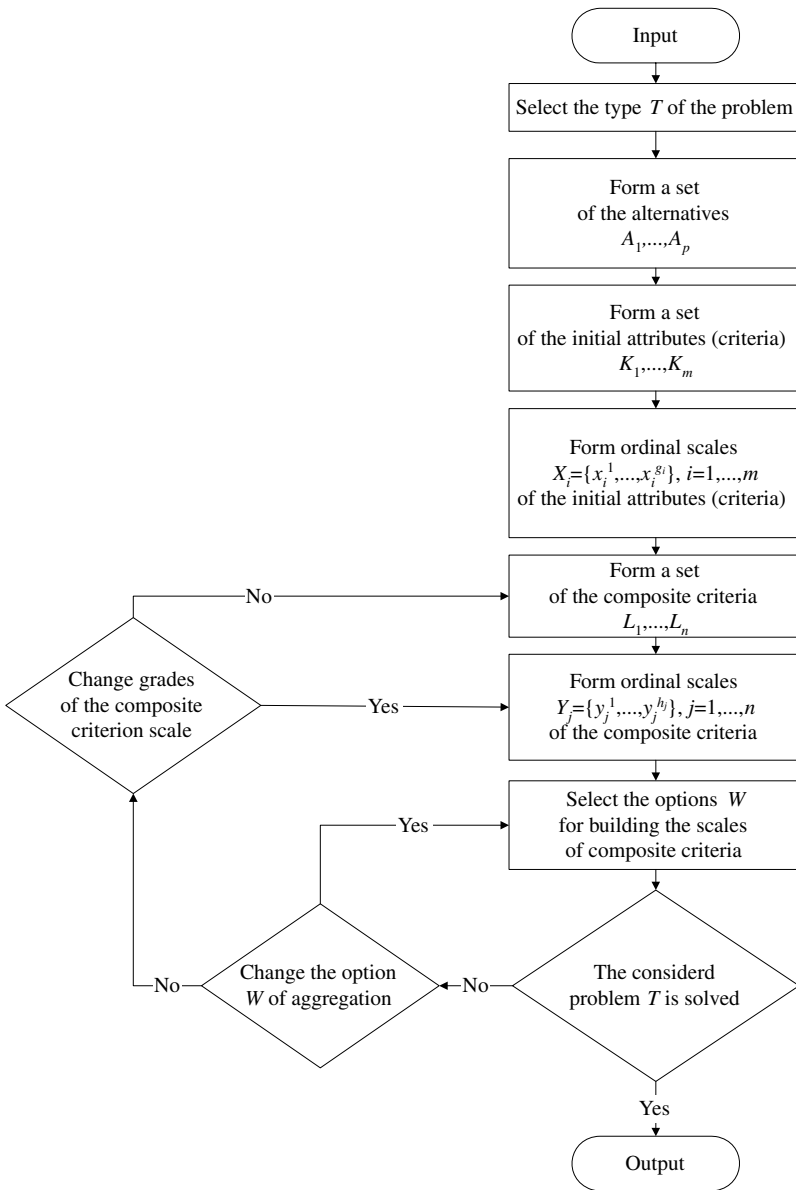 Input
Select the type T of the problem
Form a set
of the alternatives
A₁,...,Aₚ
Form a set
of the initial attributes (criteria)
K₁,...,Kₘ
Form ordinal scales
Xᵢ={xᵢ¹,...,xᵢ^gᵢ}, i=1,...,m
of the initial attributes (criteria)
No
Form a set
of the composite criteria
L₁,...,Lₙ
Change grades
of the composite
criterion scale
Yes
Form ordinal scales
Yⱼ={yⱼ¹,...,yⱼ^hⱼ}, j=1,...,n
of the composite criteria
Yes
Select the options W
for building the scales
of composite criteria
No
Change the option
W of aggregation
No
The considerd
problem T is solved
Yes
Output